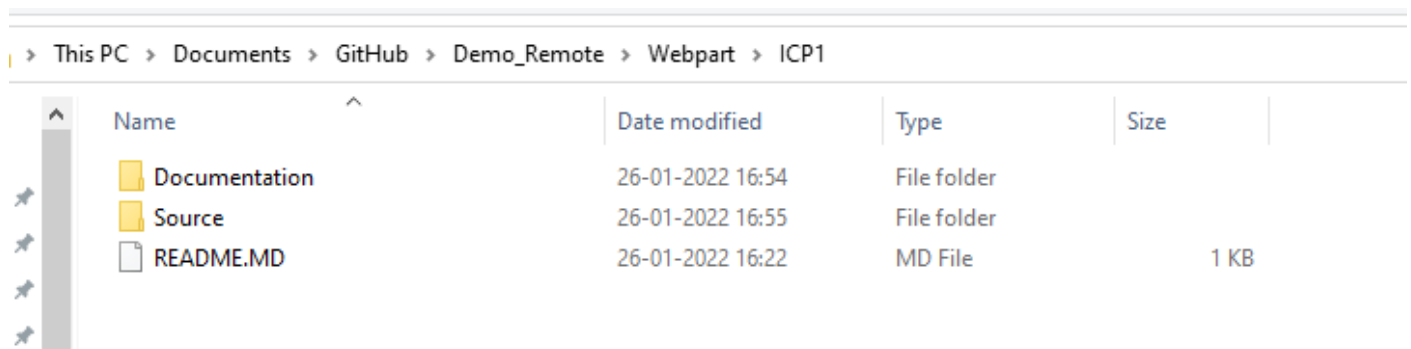 This PC > Documents > GitHub > Demo_Remote > Webpart > ICP1
Name Date modified Type Size
Documentation 26-01-2022 16:54 File folder
Source 26-01-2022 16:55 File folder
README.MD 26-01-2022 16:22 MD File 1 KB